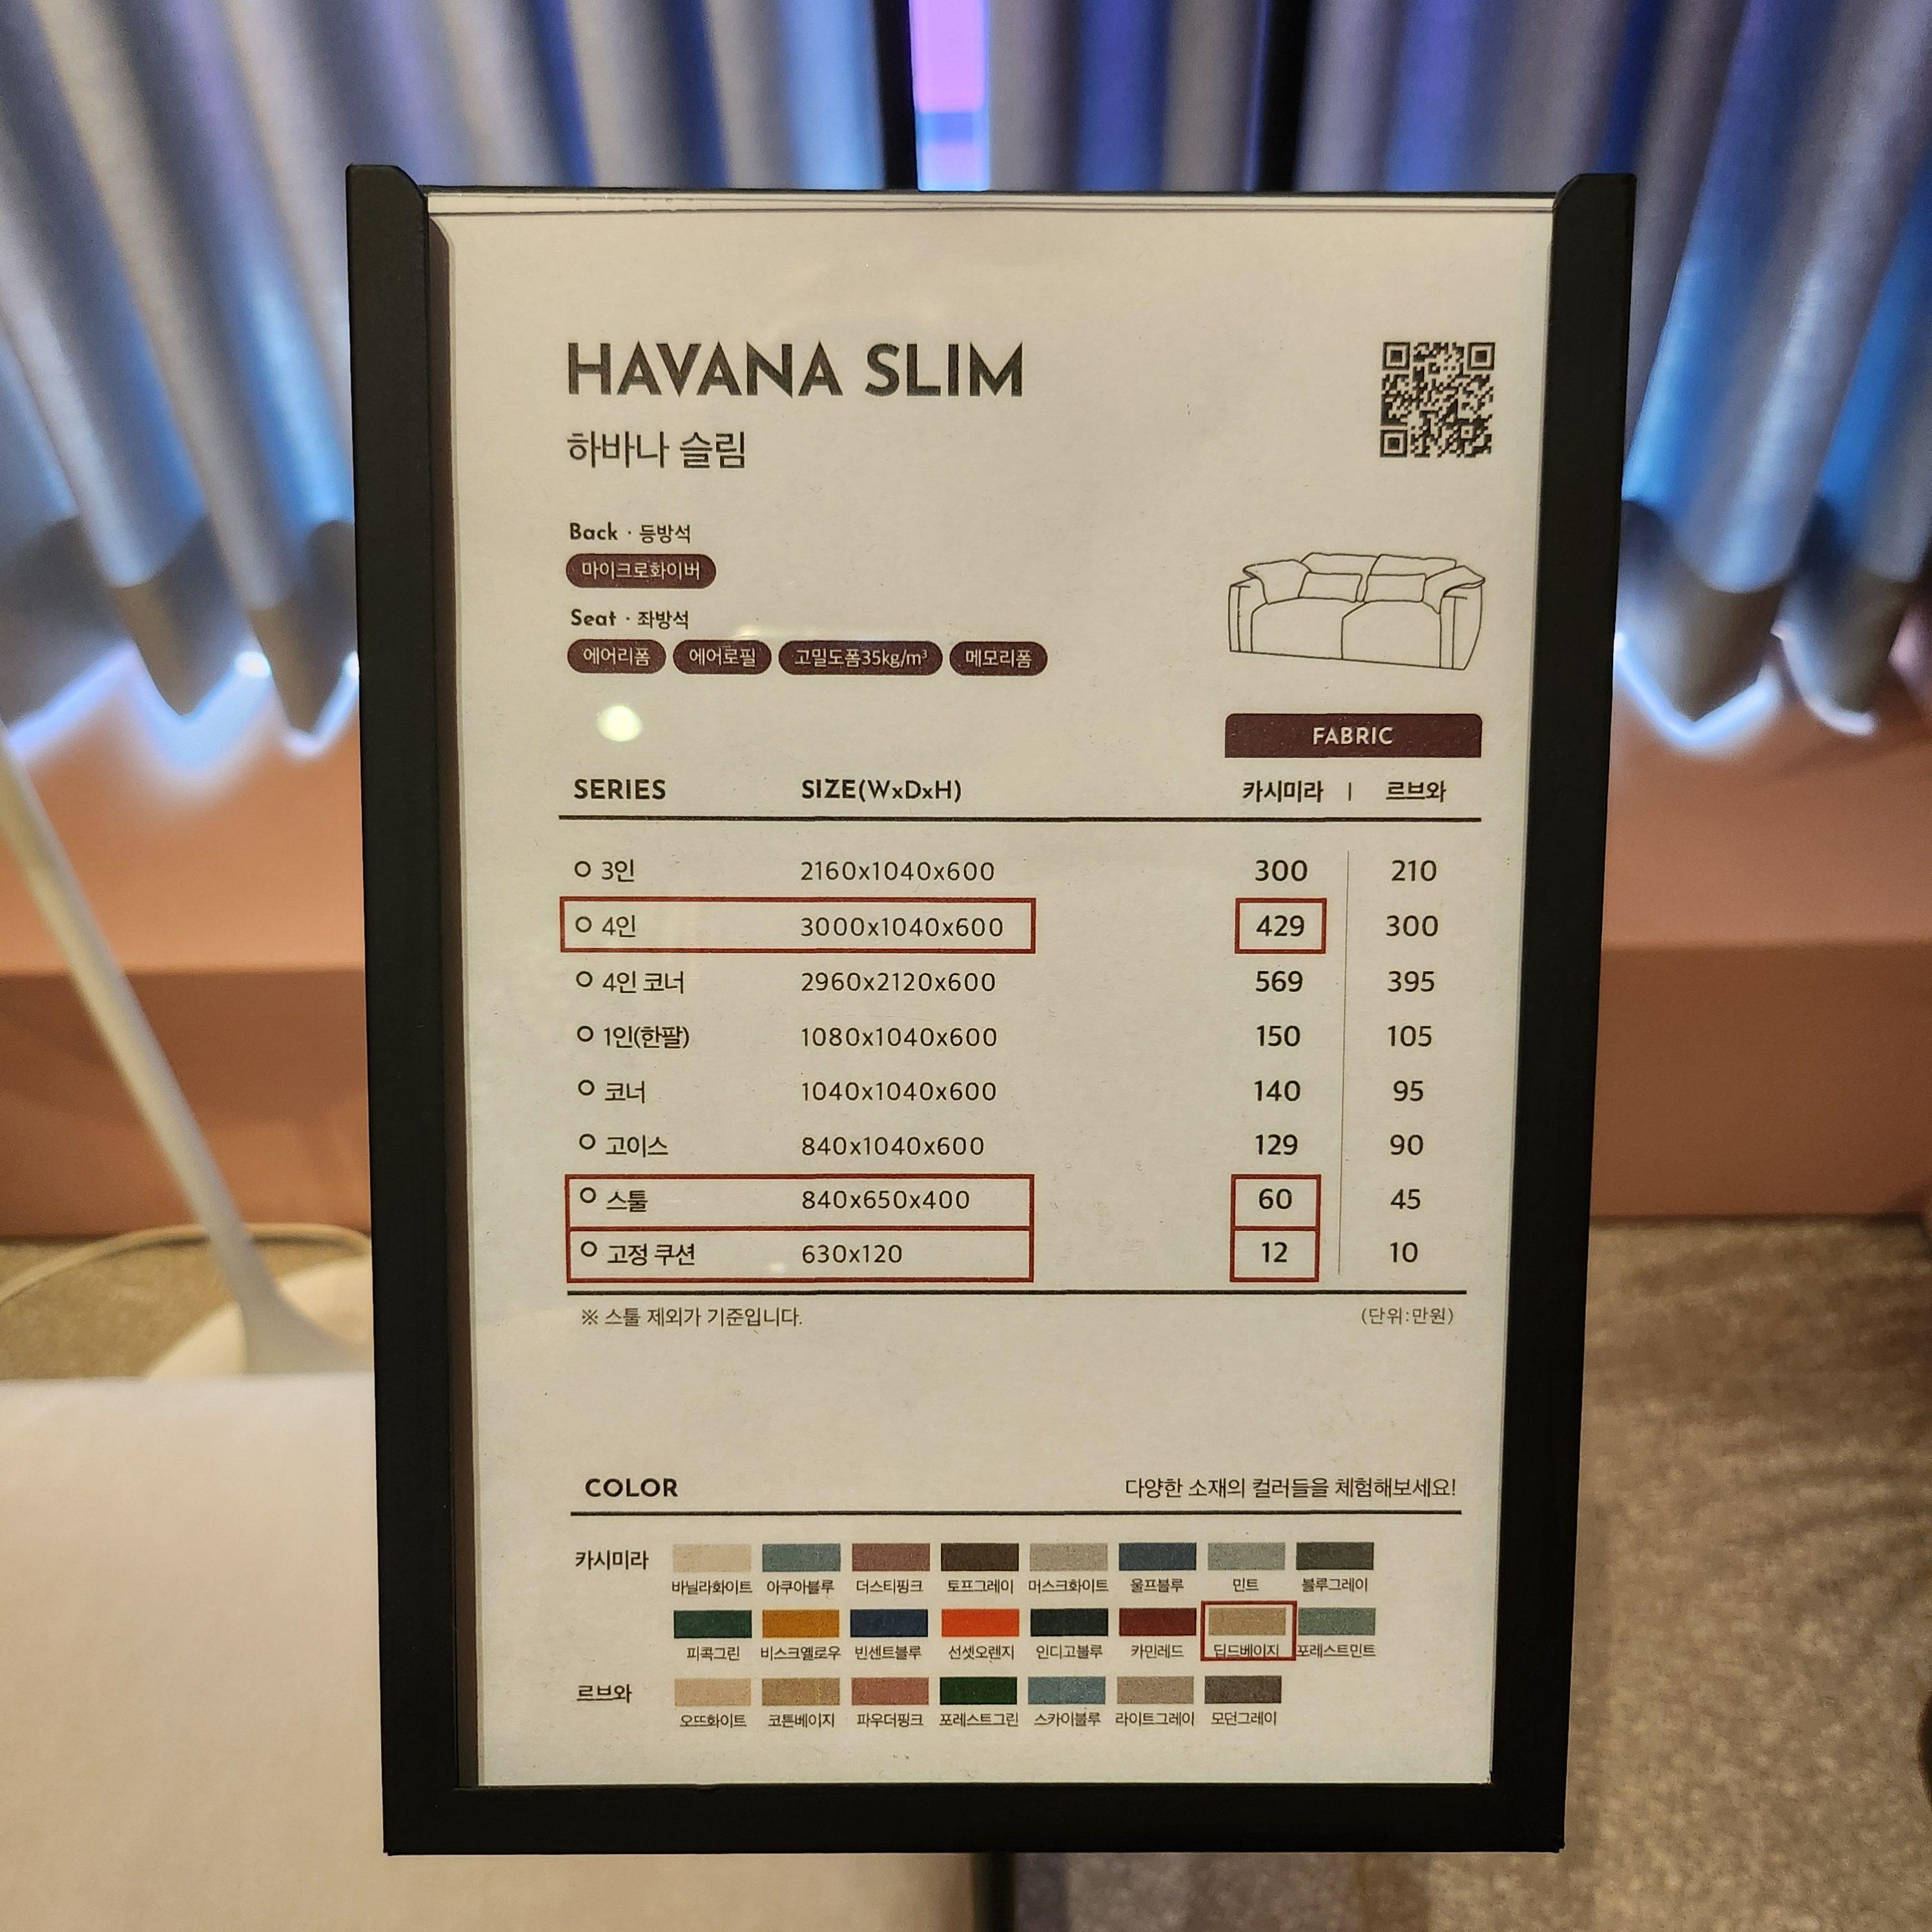 HAVANA SLIM
하바나 슬림
Back · 등방석
마이크로화이버
Seat · 좌방석
에어리폼 에어로필 고밀도폼35kg/m³ 메모리폼
FABRIC
SERIES SIZE(WxDxH) 카시미라 | 르브와
3인 2160x1040x600 300 210
4인 3000x1040x600 429 300
4인 코너 2960x2120x600 569 395
1인(한팔) 1080x1040x600 150 105
코너 1040x1040x600 140 95
고이스 840x1040x600 129 90
스툴 840x650x400 60 45
고정 쿠션 630x120 12 10
※ 스툴 제외가 기준입니다. (단위:만원)
COLOR 다양한 소재의 컬러들을 체험해보세요!
카시미라
바닐라화이트 아쿠아블루 더스티핑크 토프그레이 머스크화이트 울프블루 민트 블루그레이
피콕그린 비스크옐로우 빈센트블루 선셋오렌지 인디고블루 카민레드 딥드베이지 포레스트민트
르브와
오뜨화이트 코튼베이지 파우더핑크 포레스트그린 스카이블루 라이트그레이 모던그레이